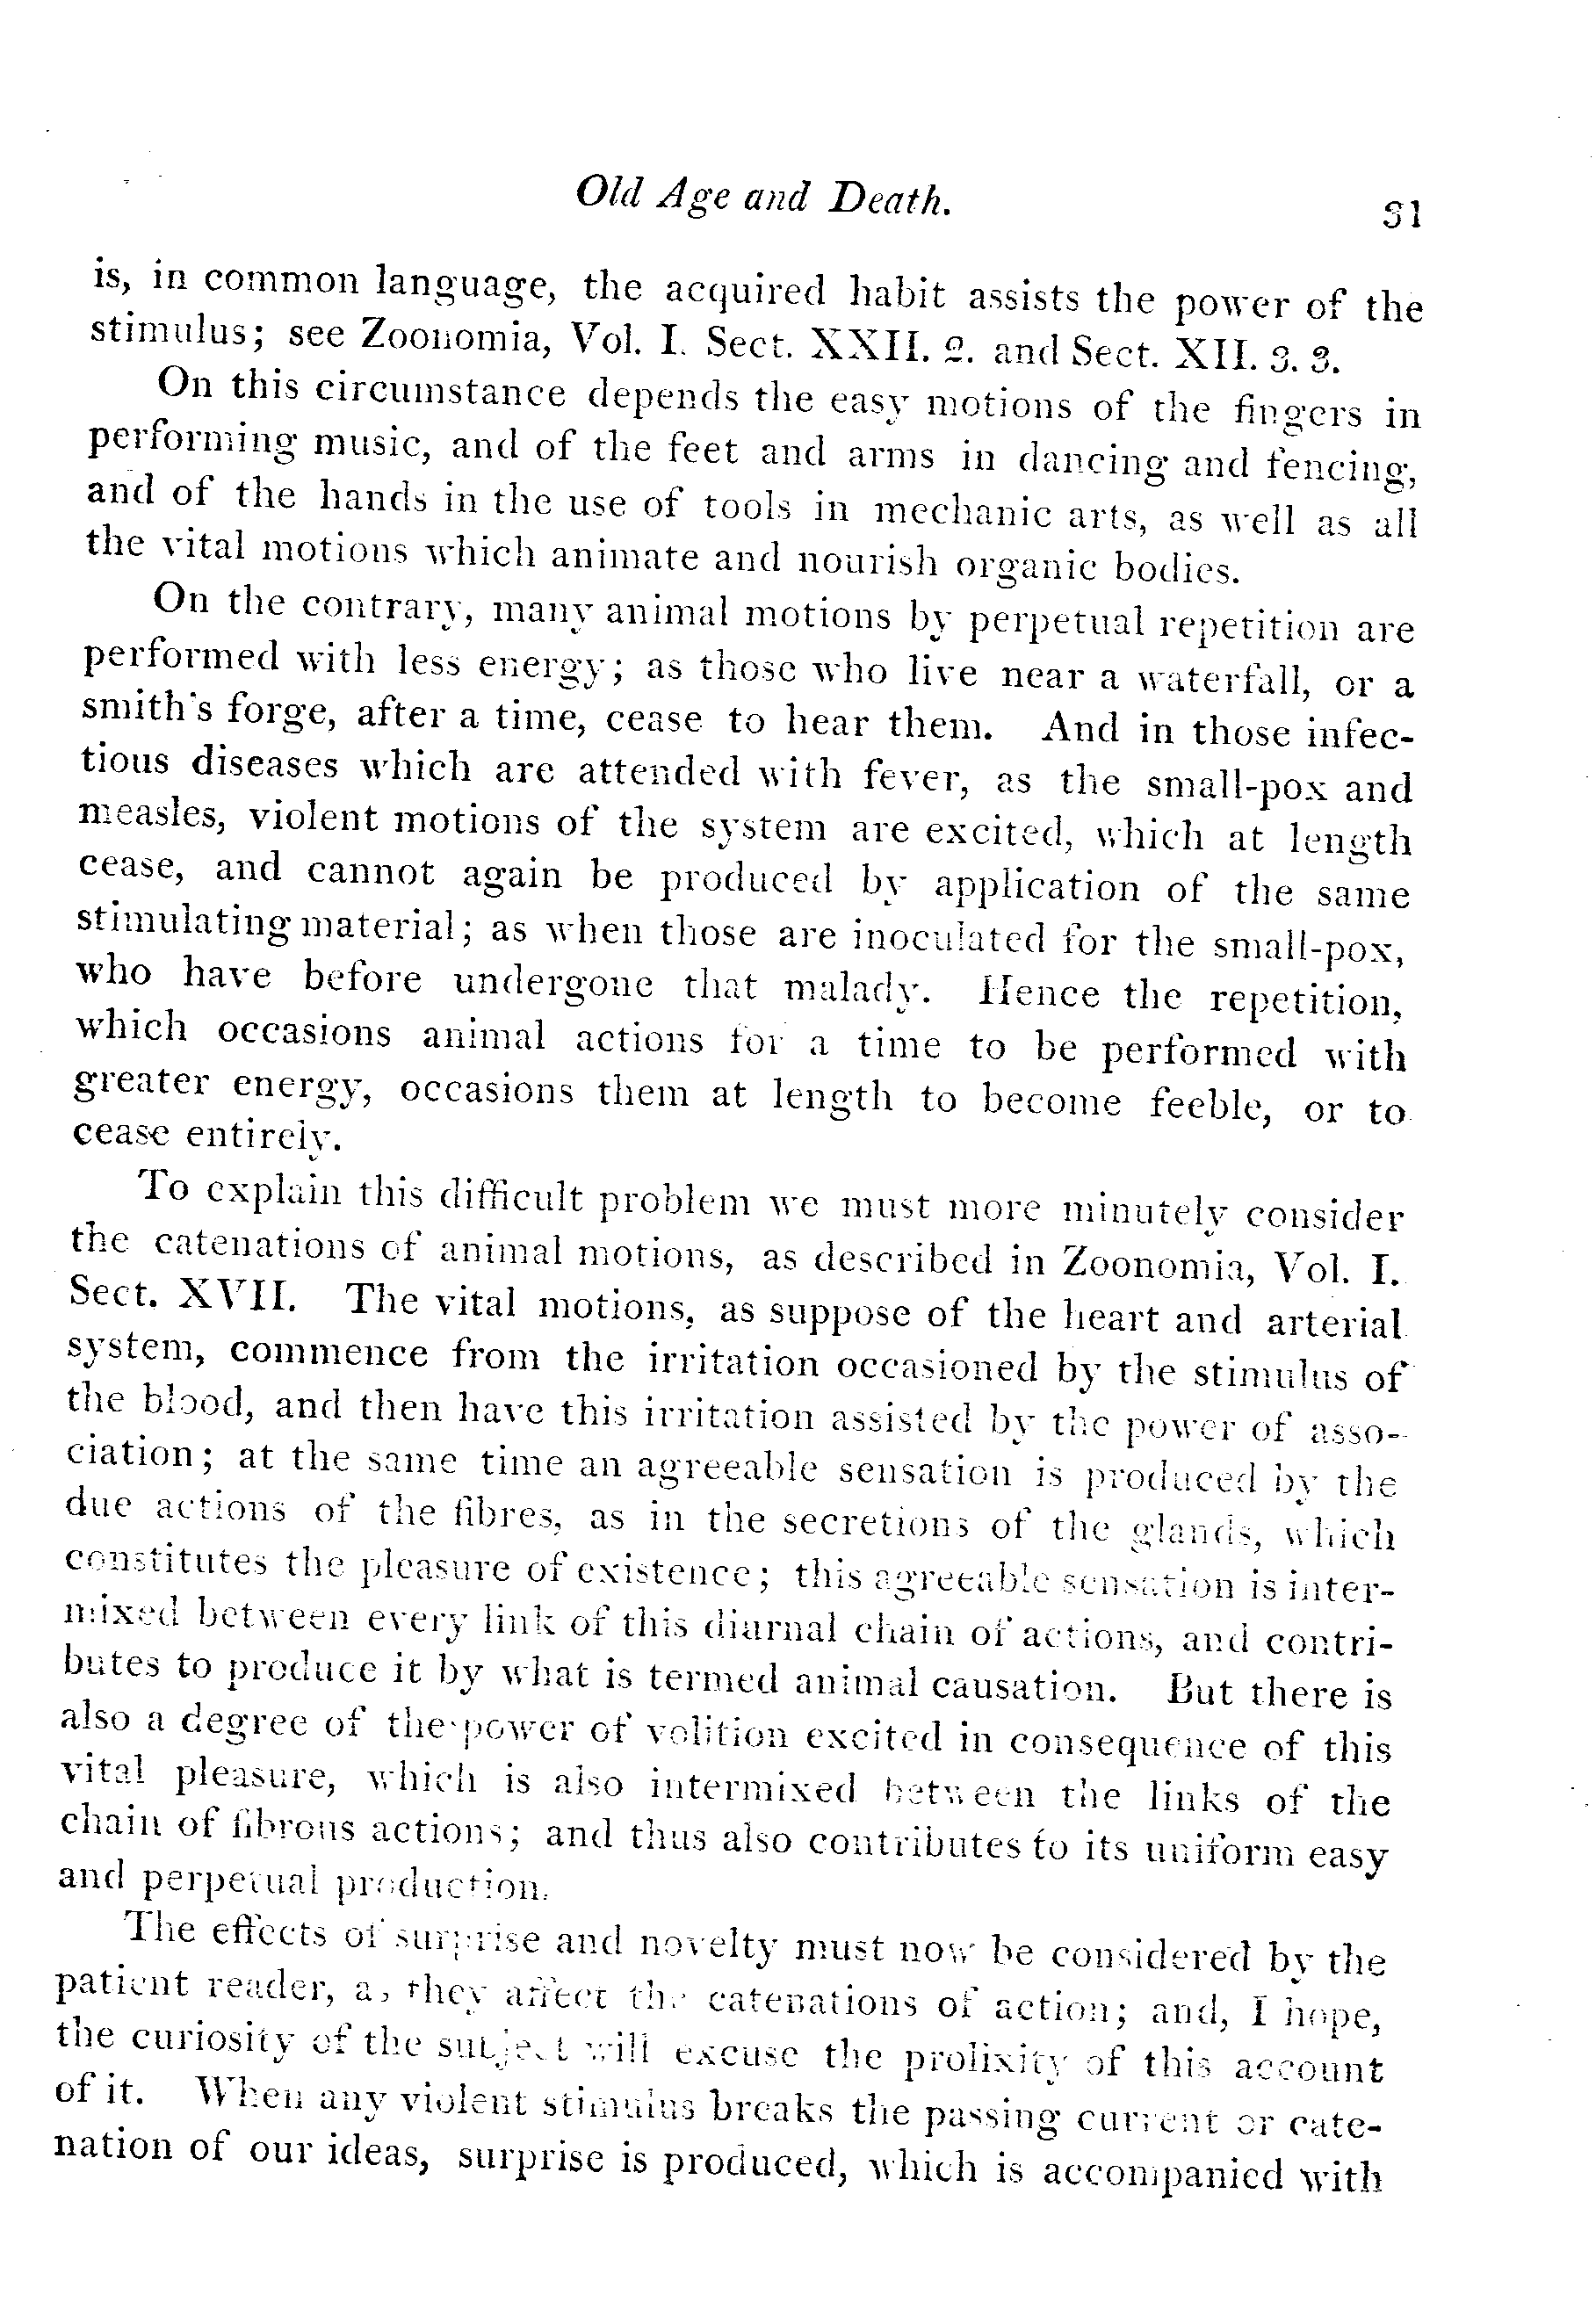 Old Age and Death. 31
is, in common language, the acquired habit assists the power of the
stimulus; see Zoonomia, Vol. I. Sect. XXII. 2. and Sect. XII. 3. 3.
On this circumstance depends the easy motions of the fingers in
performing music, and of the feet and arms in dancing and fencing,
and of the hands in the use of tools in mechanic arts, as well as all
the vital motions which animate and nourish organic bodies.
On the contrary, many animal motions by perpetual repetition are
performed with less energy; as those who live near a waterfall, or a
smith's forge, after a time, cease to hear them. And in those infec-
tious diseases which are attended with fever, as the small-pox and
measles, violent motions of the system are excited, which at length
cease, and cannot again be produced by application of the same
stimulating material; as when those are inoculated for the small-pox,
who have before undergone that malady. Hence the repetition,
which occasions animal actions for a time to be performed with
greater energy, occasions them at length to become feeble, or to
cease entirely.
To explain this difficult problem we must more minutely consider
the catenations of animal motions, as described in Zoonomia, Vol. I.
Sect. XVII. The vital motions, as suppose of the heart and arterial
system, commence from the irritation occasioned by the stimulus of
the blood, and then have this irritation assisted by the power of asso-
ciation; at the same time an agreeable sensation is produced by the
due actions of the fibres, as in the secretions of the glands, which
constitutes the pleasure of existence; this agreeable sensation is inter-
mixed between every link of this diurnal chain of actions, and contri-
butes to produce it by what is termed animal causation. But there is
also a degree of the power of volition excited in consequence of this
vital pleasure, which is also intermixed between the links of the
chain of fibrous actions; and thus also contributes to its uniform easy
and perpetual production.
The effects of surprise and novelty must now be considered by the
patient reader, as they affect the catenations of action; and, I hope,
the curiosity of the subject will excuse the prolixity of this account
of it. When any violent stimulus breaks the passing current or cate-
nation of our ideas, surprise is produced, which is accompanied with